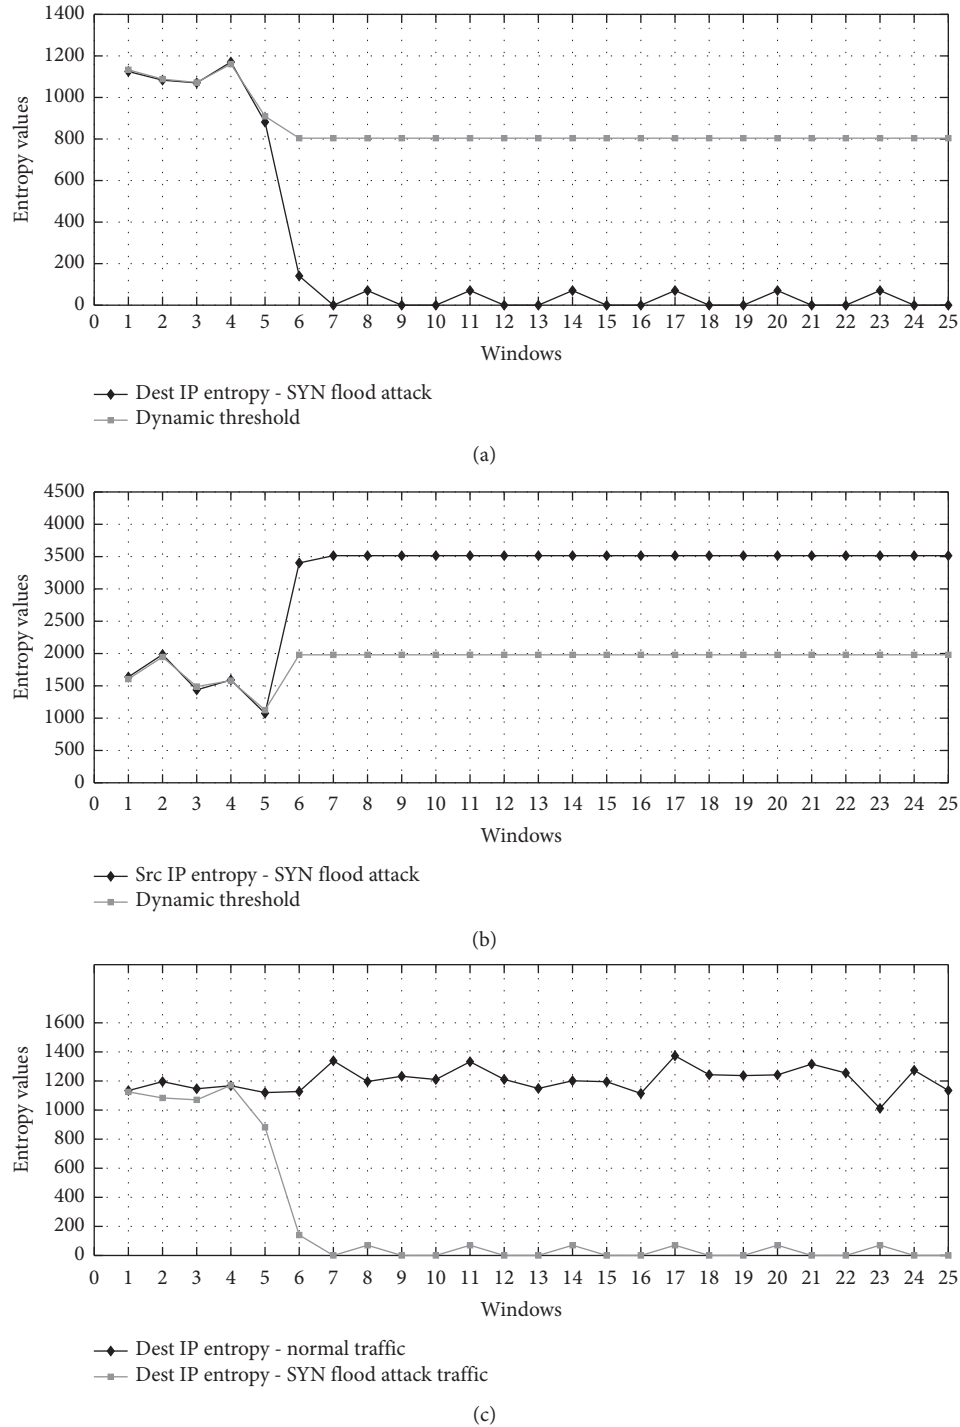 1400
1200
1000
800
600
400
200
0
Entropy values
0 1 2 3 4 5 6 7 8 9 10 11 12 13 14 15 16 17 18 19 20 21 22 23 24 25
Windows
Dest IP entropy - SYN flood attack
Dynamic threshold
(a)
4500
4000
3500
3000
2500
2000
1500
1000
500
0
Entropy values
0 1 2 3 4 5 6 7 8 9 10 11 12 13 14 15 16 17 18 19 20 21 22 23 24 25
Windows
Src IP entropy - SYN flood attack
Dynamic threshold
(b)
1600
1400
1200
1000
800
600
400
200
0
Entropy values
0 1 2 3 4 5 6 7 8 9 10 11 12 13 14 15 16 17 18 19 20 21 22 23 24 25
Windows
Dest IP entropy - normal traffic
Dest IP entropy - SYN flood attack traffic
(c)